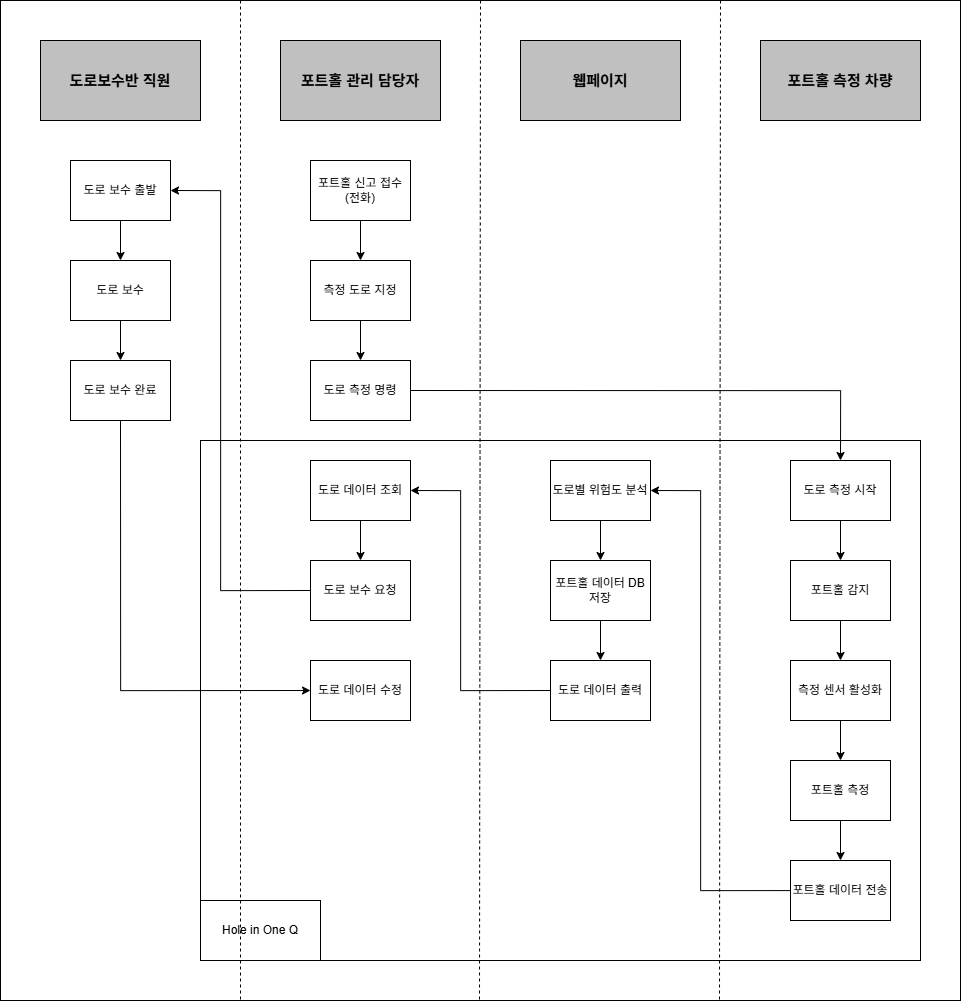 도로보수반 직원
포트홀 관리 담당자
웹페이지
포트홀 측정 차량
도로 보수 출발
포트홀 신고 접수
(전화)
도로 보수
측정 도로 지정
도로 보수 완료
도로 측정 명령
도로 데이터 조회
도로별 위험도 분석
도로 측정 시작
도로 보수 요청
포트홀 데이터 DB
저장
포트홀 감지
도로 데이터 수정
도로 데이터 출력
측정 센서 활성화
포트홀 측정
포트홀 데이터 전송
Hole in One Q